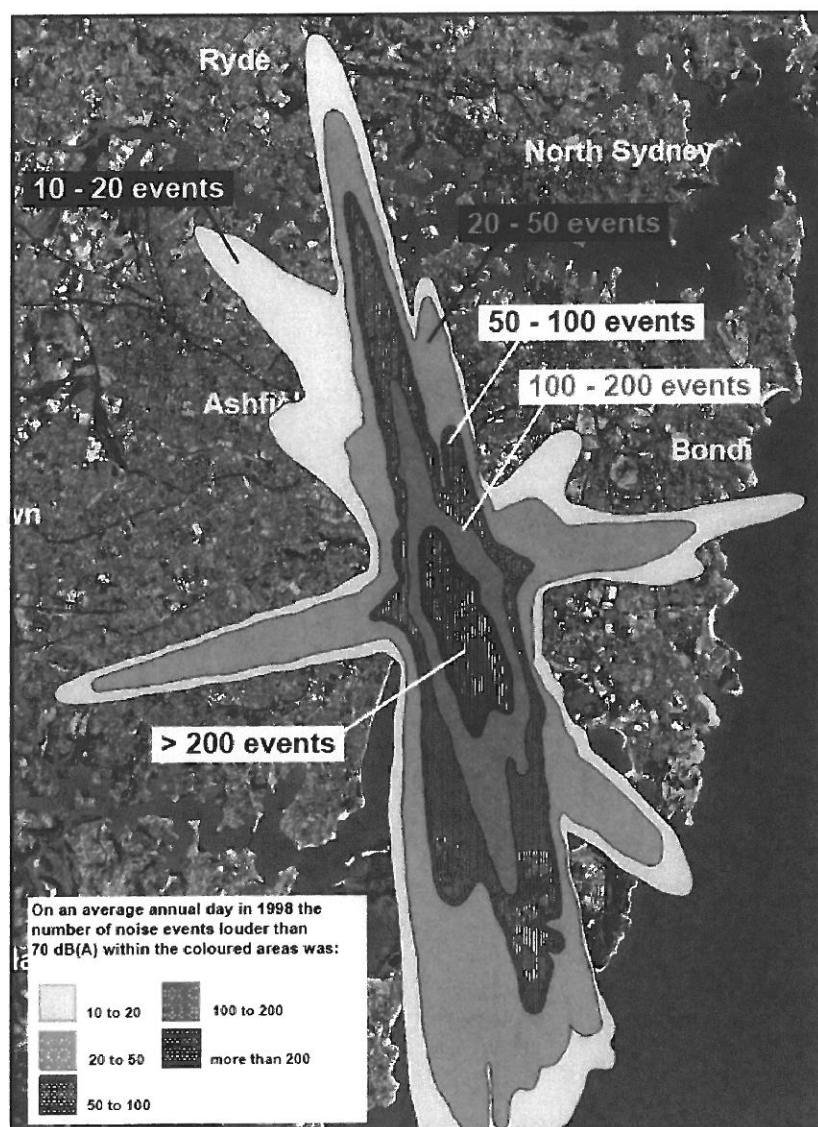 Ryde
North Sydney
10 - 20 events
20 - 50 events
50 - 100 events
100 - 200 events
Ashfi
Bondi
wn
> 200 events
On an average annual day in 1998 the
number of noise events louder than
70 dB(A) within the coloured areas was:
10 to 20
100 to 200
20 to 50
more than 200
50 to 100